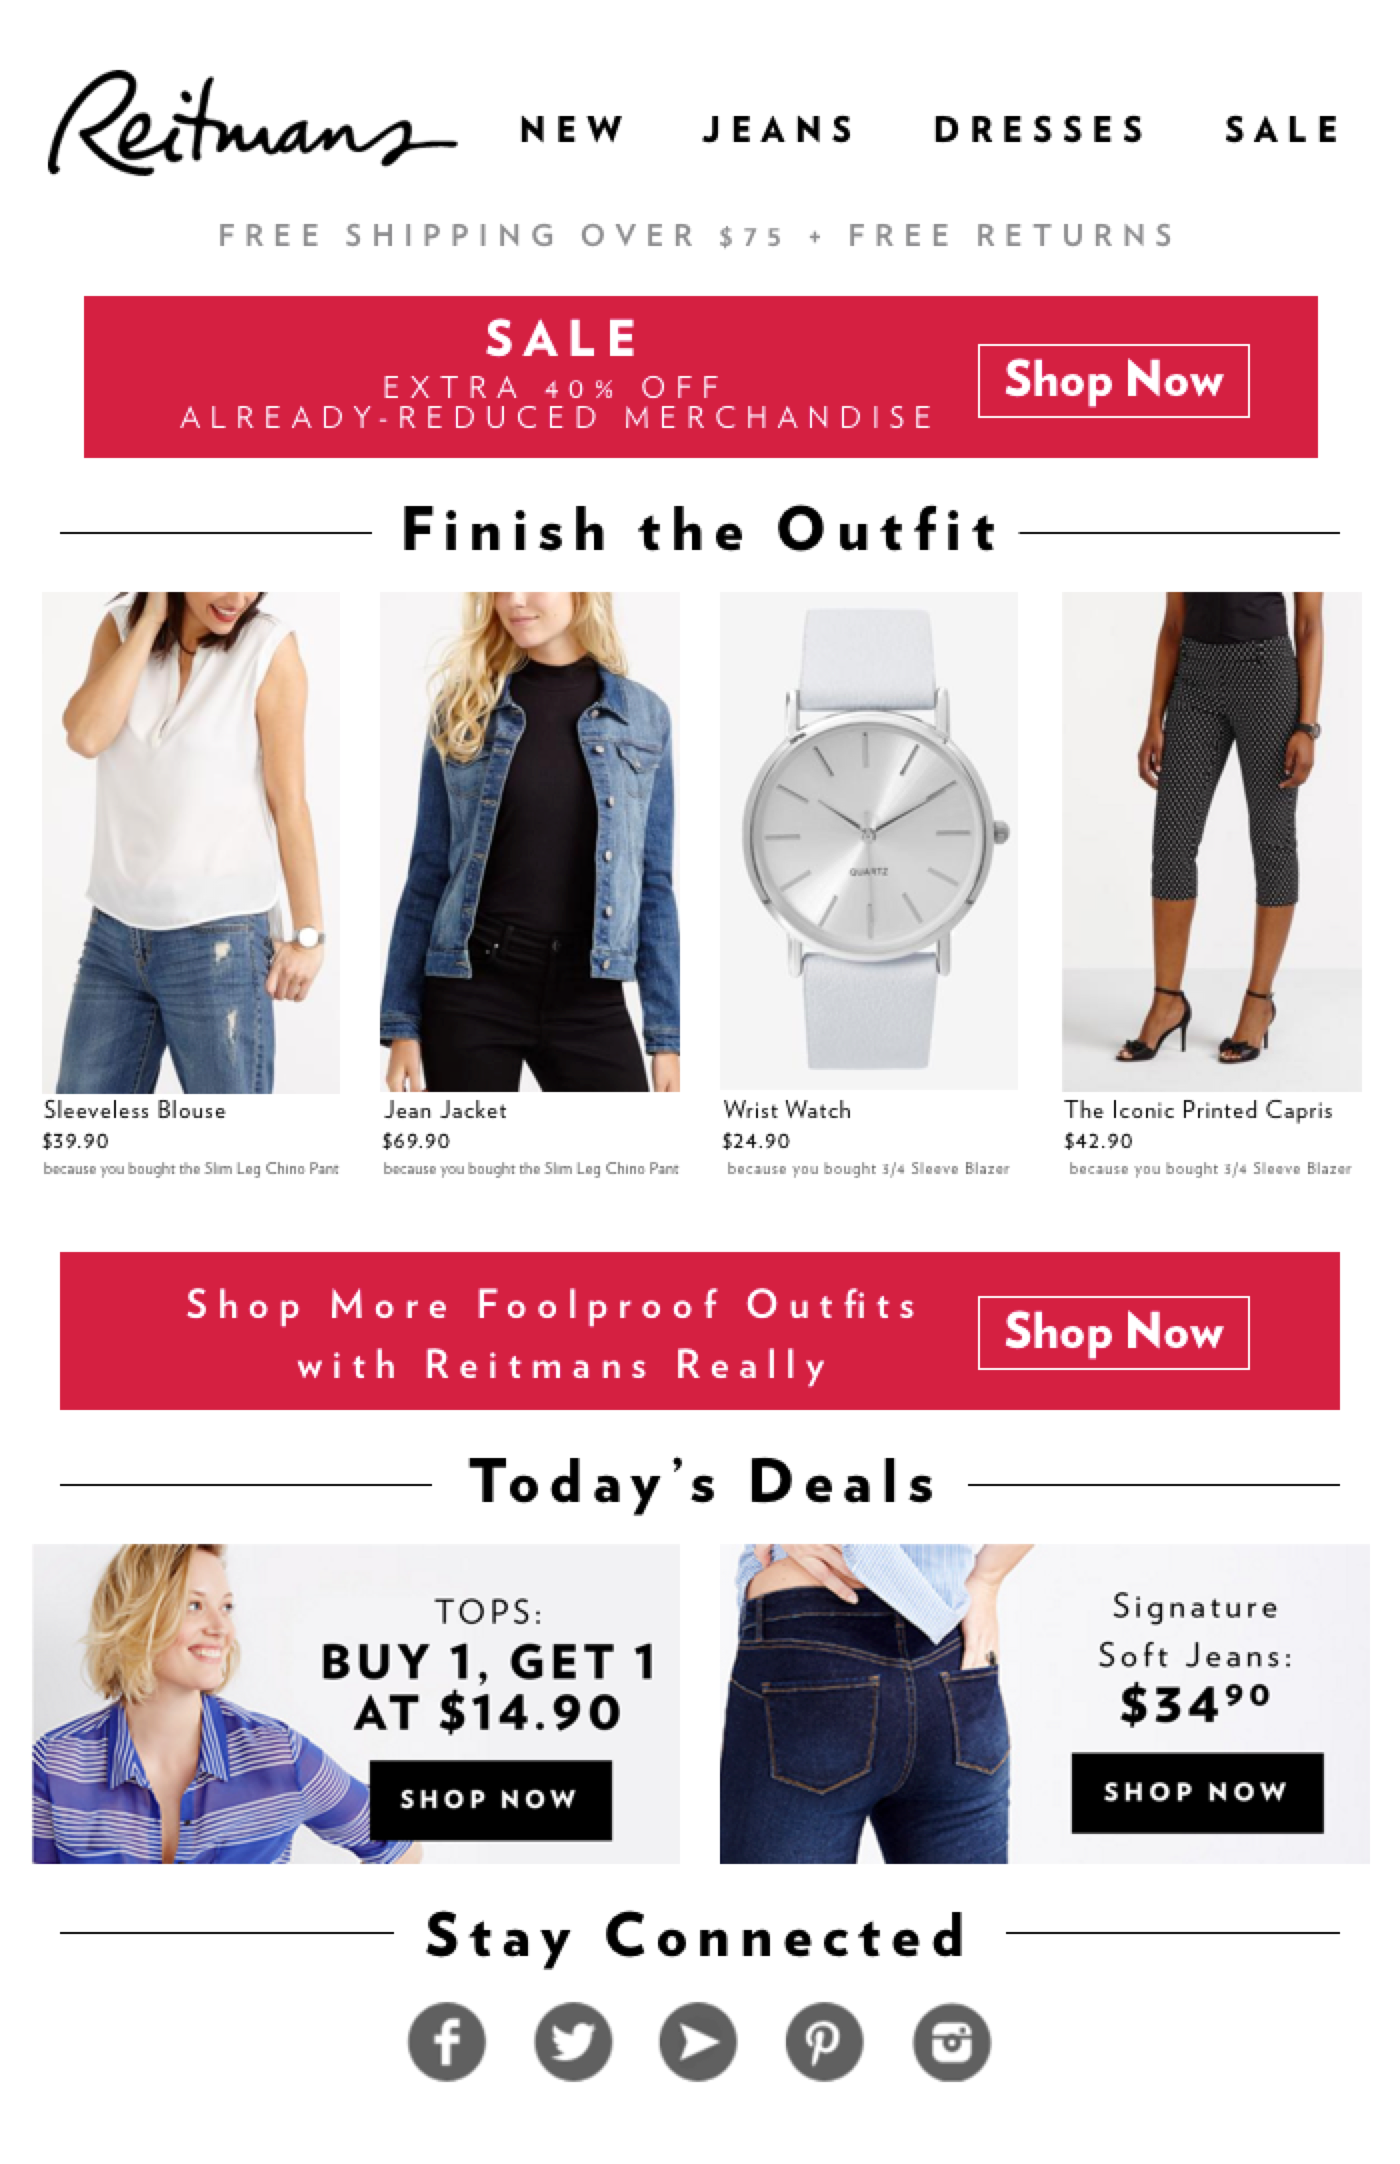 Reitmans
NEW JEANS DRESSES SALE
FREE SHIPPING OVER $75 + FREE RETURNS
SALE
EXTRA 40% OFF
ALREADY-REDUCED MERCHANDISE
Shop Now
Finish the Outfit
QUARTZ
Sleeveless Blouse
$39.90
because you bought the Slim Leg Chino Pant
Jean Jacket
$69.90
because you bought the Slim Leg Chino Pant
Wrist Watch
$24.90
because you bought 3/4 Sleeve Blazer
The Iconic Printed Capris
$42.90
because you bought 3/4 Sleeve Blazer
Shop More Foolproof Outfits
with Reitmans Really
Shop Now
Today's Deals
TOPS:
BUY 1, GET 1
AT $14.90
SHOP NOW
Signature
Soft Jeans:
$34⁹⁰
SHOP NOW
Stay Connected